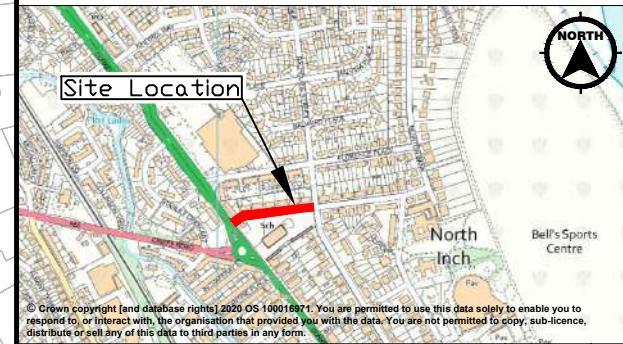 NORTH
Site Location
Sch
North
Inch
Bell's Sports
Centre
Pav
© Crown copyright [and database rights] 2020 OS 100016971. You are permitted to use this data solely to enable you to
respond to, or interact with, the organisation that provided you with the data. You are not permitted to copy, sub-licence,
distribute or sell any of this data to third parties in any form.